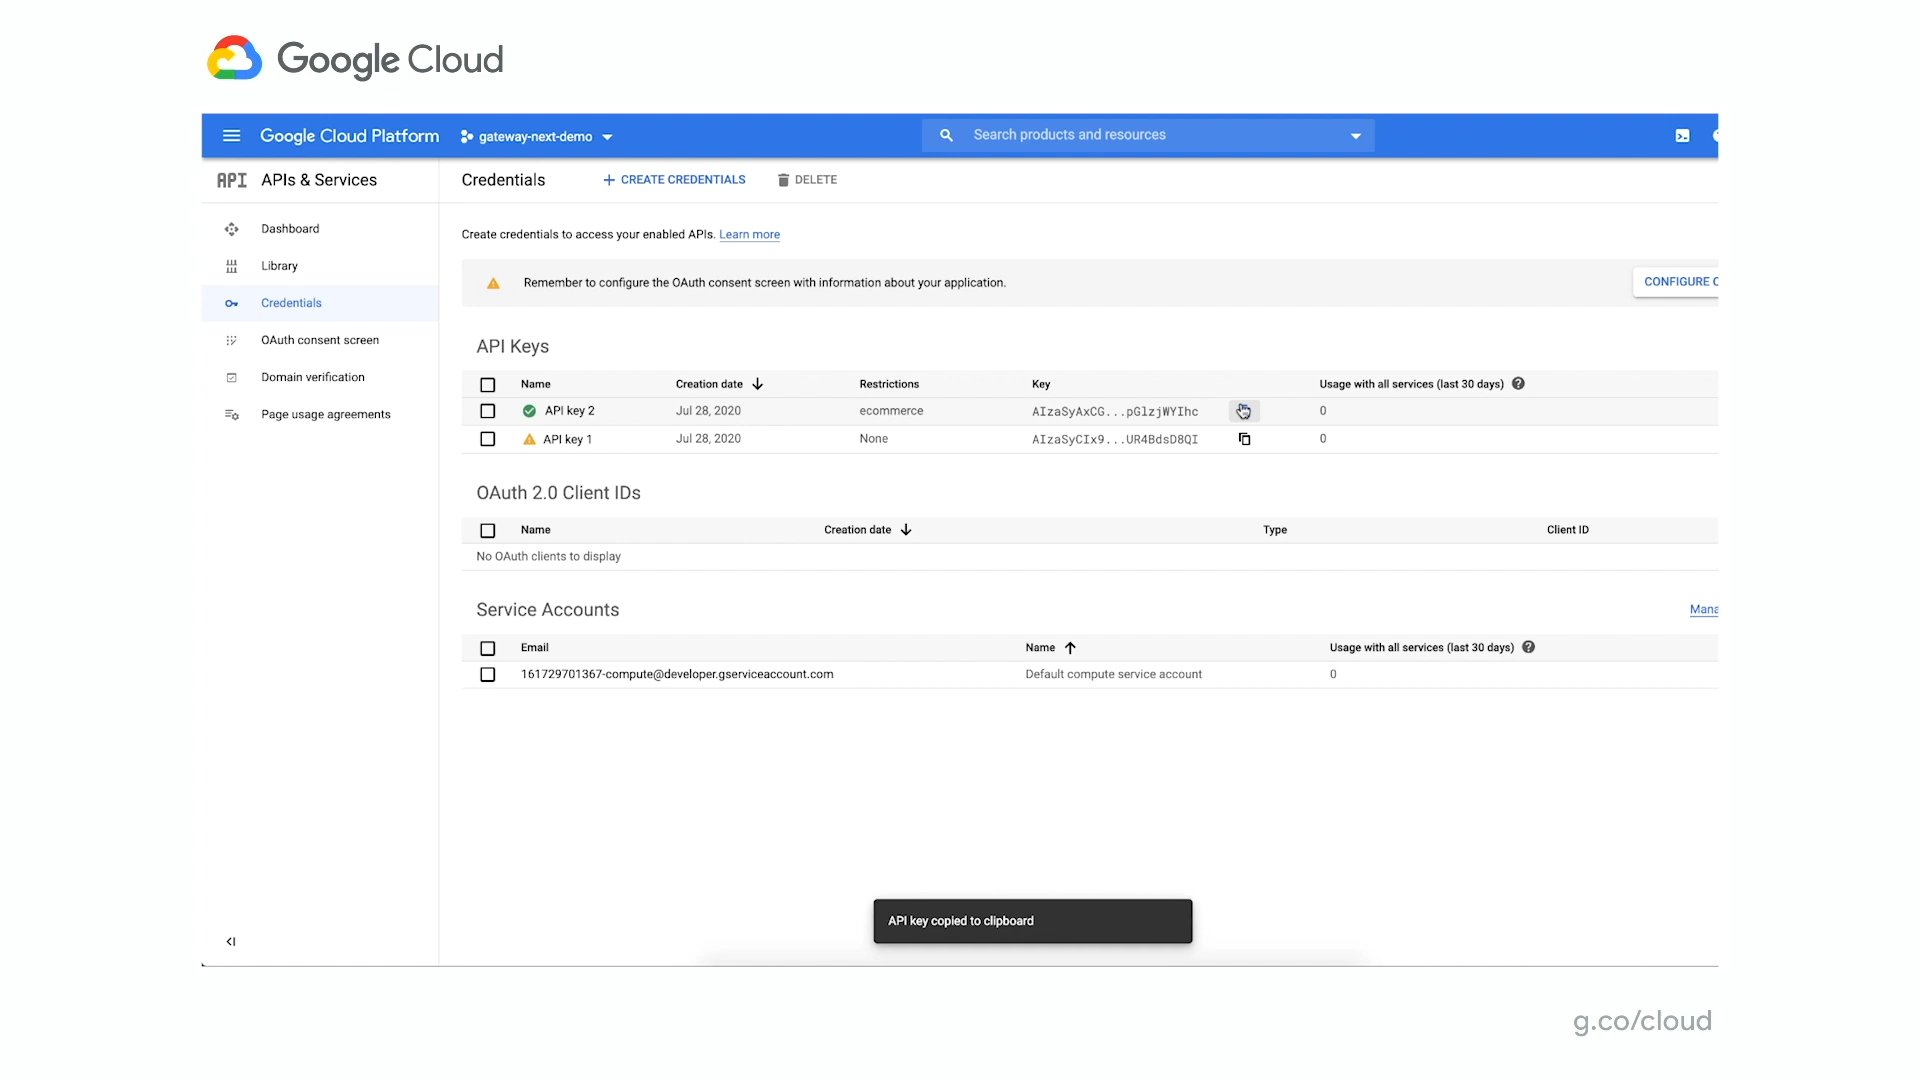 Google Cloud
Google Cloud Platform gateway-next-demo Search products and resources
API APIs & Services Credentials CREATE CREDENTIALS DELETE
Dashboard
Library
Credentials
OAuth consent screen
Domain verification
Page usage agreements
Create credentials to access your enabled APIs. Learn more
Remember to configure the OAuth consent screen with information about your application. CONFIGURE C
API Keys
Name Creation date Restrictions Key Usage with all services (last 30 days)
API key 2 Jul 28, 2020 ecommerce AIzaSyAxCG...pGlzjWYIhc 0
API key 1 Jul 28, 2020 None AIzaSyCIx9...UR4BdsD8QI 0
OAuth 2.0 Client IDs
Name Creation date Type Client ID
No OAuth clients to display
Service Accounts Mana
Email Name Usage with all services (last 30 days)
161729701367-compute@developer.gserviceaccount.com Default compute service account 0
API key copied to clipboard
g.co/cloud